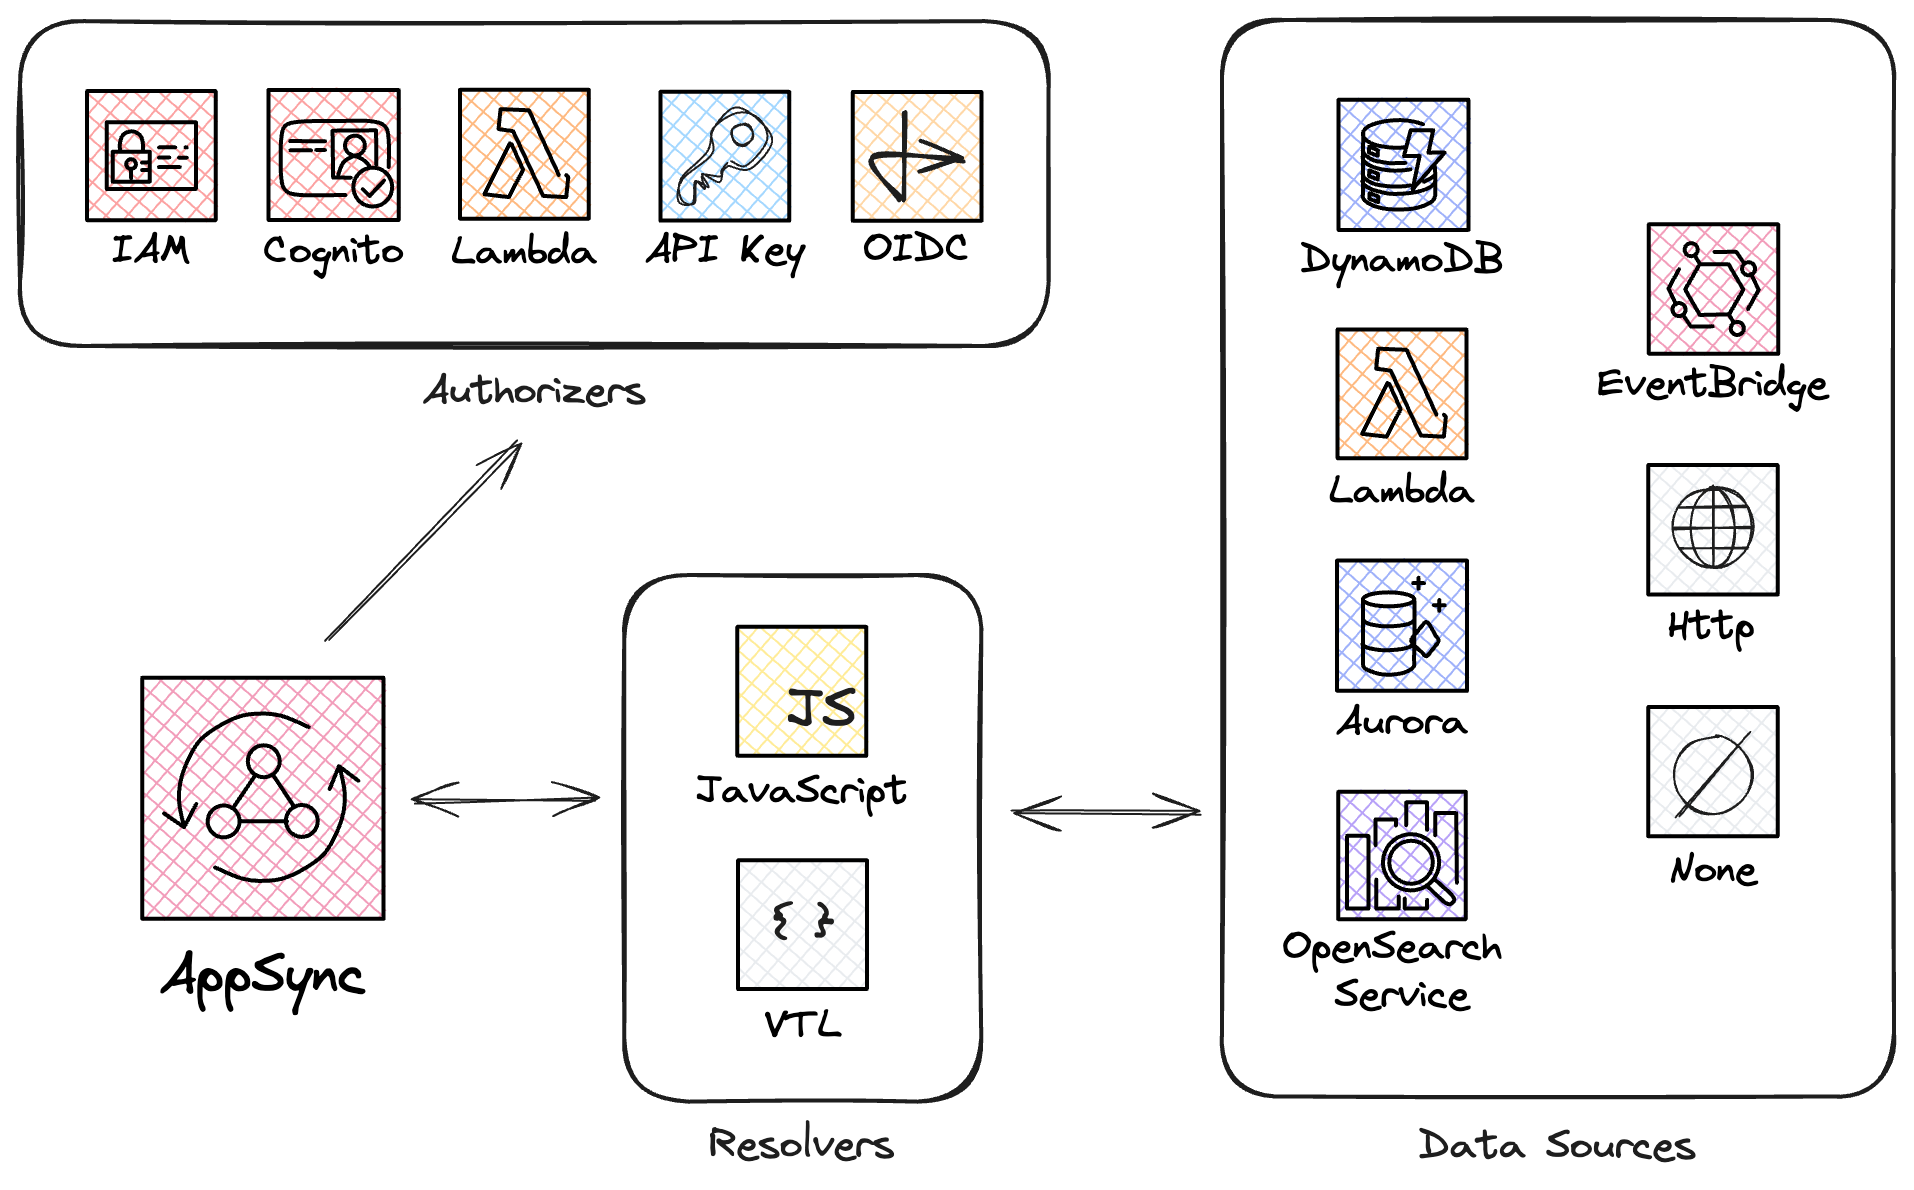 IAM
Cognito
Lambda
API Key
OIDC
Authorizers
AppSync
JS
JavaScript
{ }
VTL
Resolvers
DynamoDB
Lambda
Aurora
OpenSearch
Service
EventBridge
Http
None
Data Sources